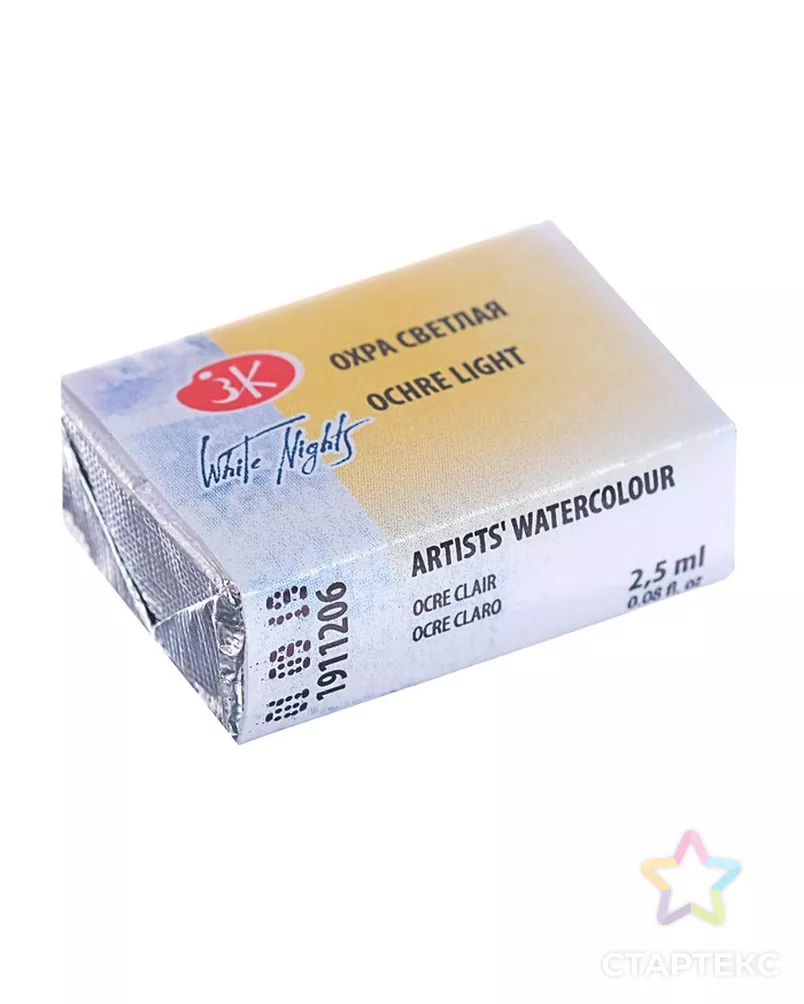 ЗК
ОХРА СВЕТЛАЯ
OCHRE LIGHT
White Nights
ARTISTS' WATERCOLOUR
OCRE CLAIR
OCRE CLARO
2,5 ml
0.08 fl. oz
1911206
СТАРТЕКС